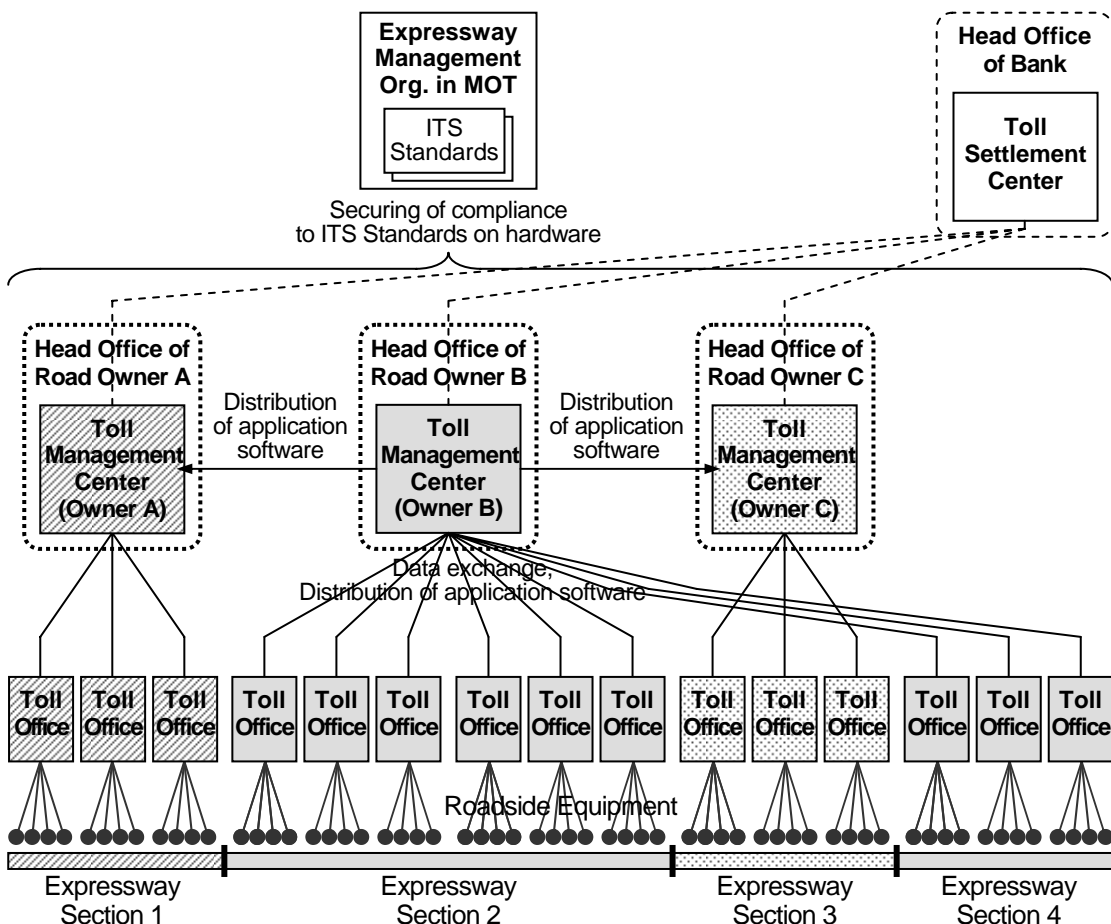 Expressway
Management
Org. in MOT
ITS
Standards
Head Office
of Bank
Toll
Settlement
Center
Securing of compliance
to ITS Standards on hardware
Head Office of
Road Owner A
Toll
Management
Center
(Owner A)
Distribution
of application
software
Head Office of
Road Owner B
Toll
Management
Center
(Owner B)
Distribution
of application
software
Head Office of
Road Owner C
Toll
Management
Center
(Owner C)
Data exchange,
Distribution of application software
Toll
Office
Toll
Office
Toll
Office
Toll
Office
Toll
Office
Toll
Office
Toll
Office
Toll
Office
Toll
Office
Toll
Office
Toll
Office
Toll
Office
Toll
Office
Toll
Office
Toll
Office
Roadside Equipment
Expressway
Section 1
Expressway
Section 2
Expressway
Section 3
Expressway
Section 4